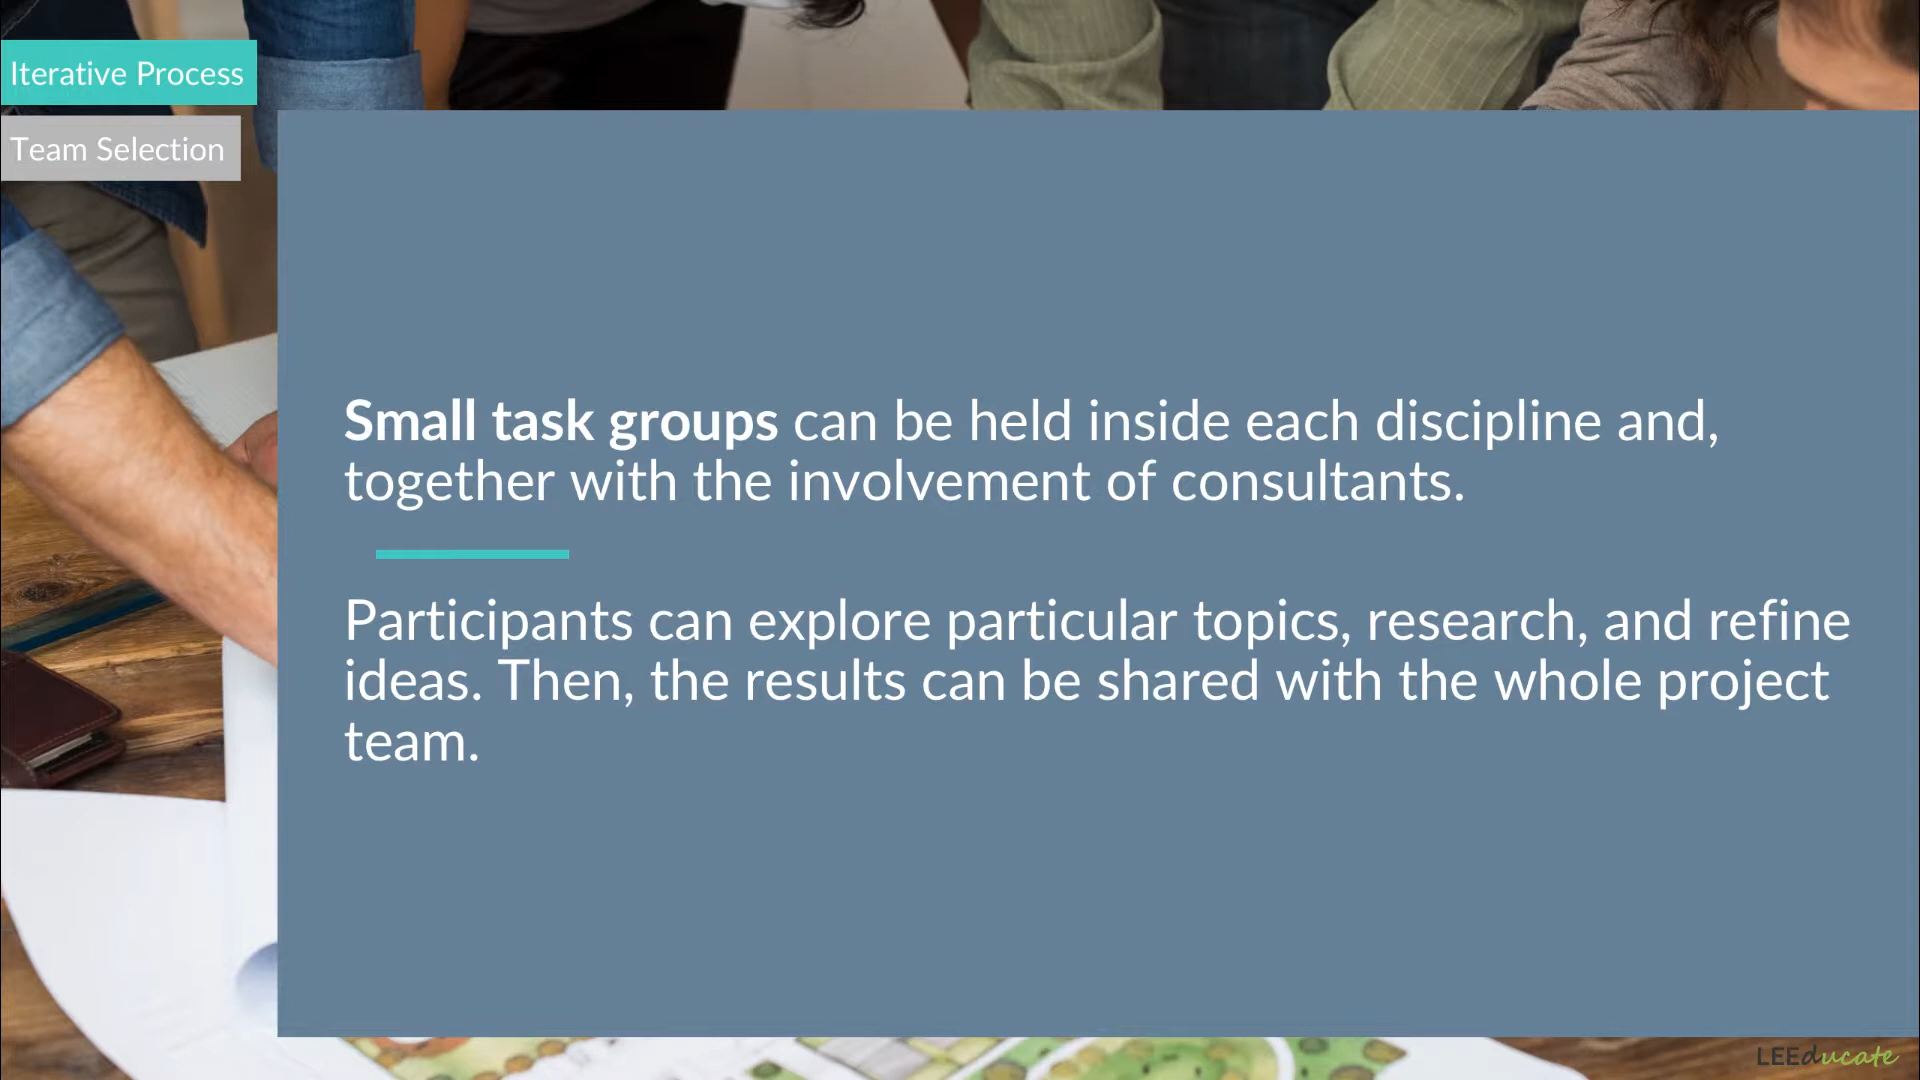 Iterative Process
Team Selection
Small task groups can be held inside each discipline and,
together with the involvement of consultants.
Participants can explore particular topics, research, and refine
ideas. Then, the results can be shared with the whole project
team.
LEEducate